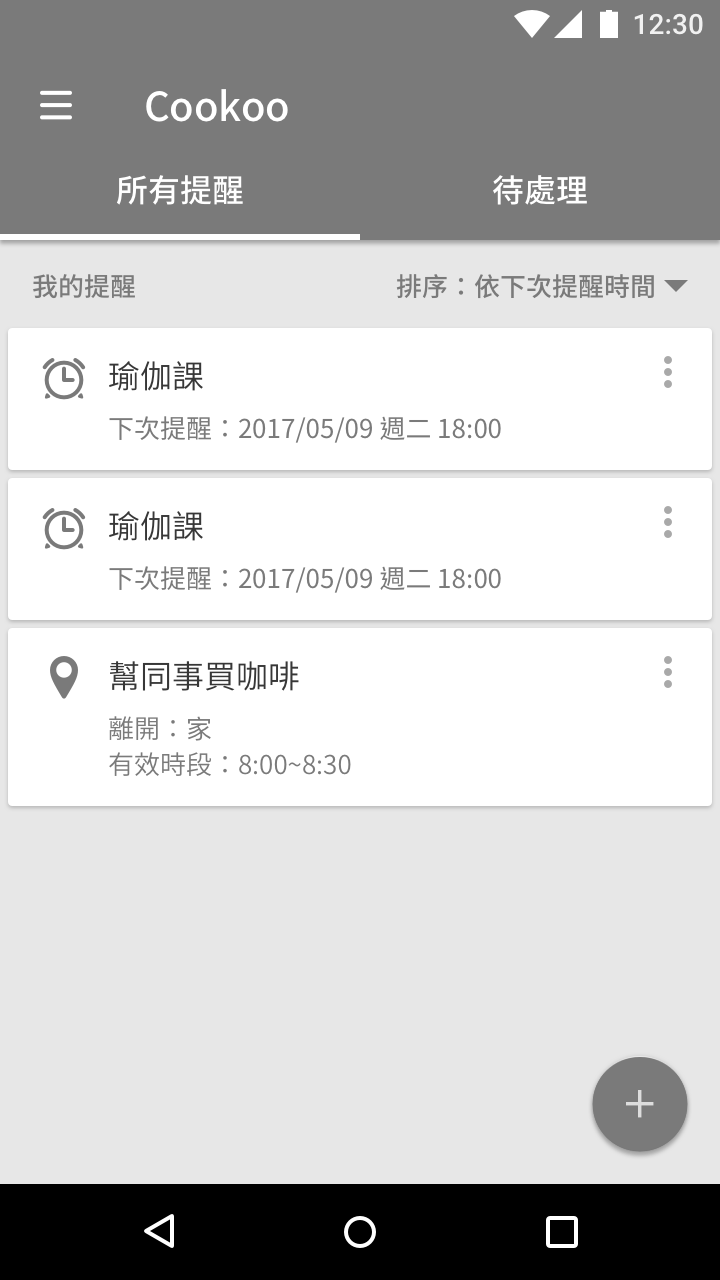 12:30
Cookoo
所有提醒 待處理
我的提醒 排序：依下次提醒時間
瑜伽課
下次提醒：2017/05/09 週二 18:00
瑜伽課
下次提醒：2017/05/09 週二 18:00
幫同事買咖啡
離開：家
有效時段：8:00~8:30